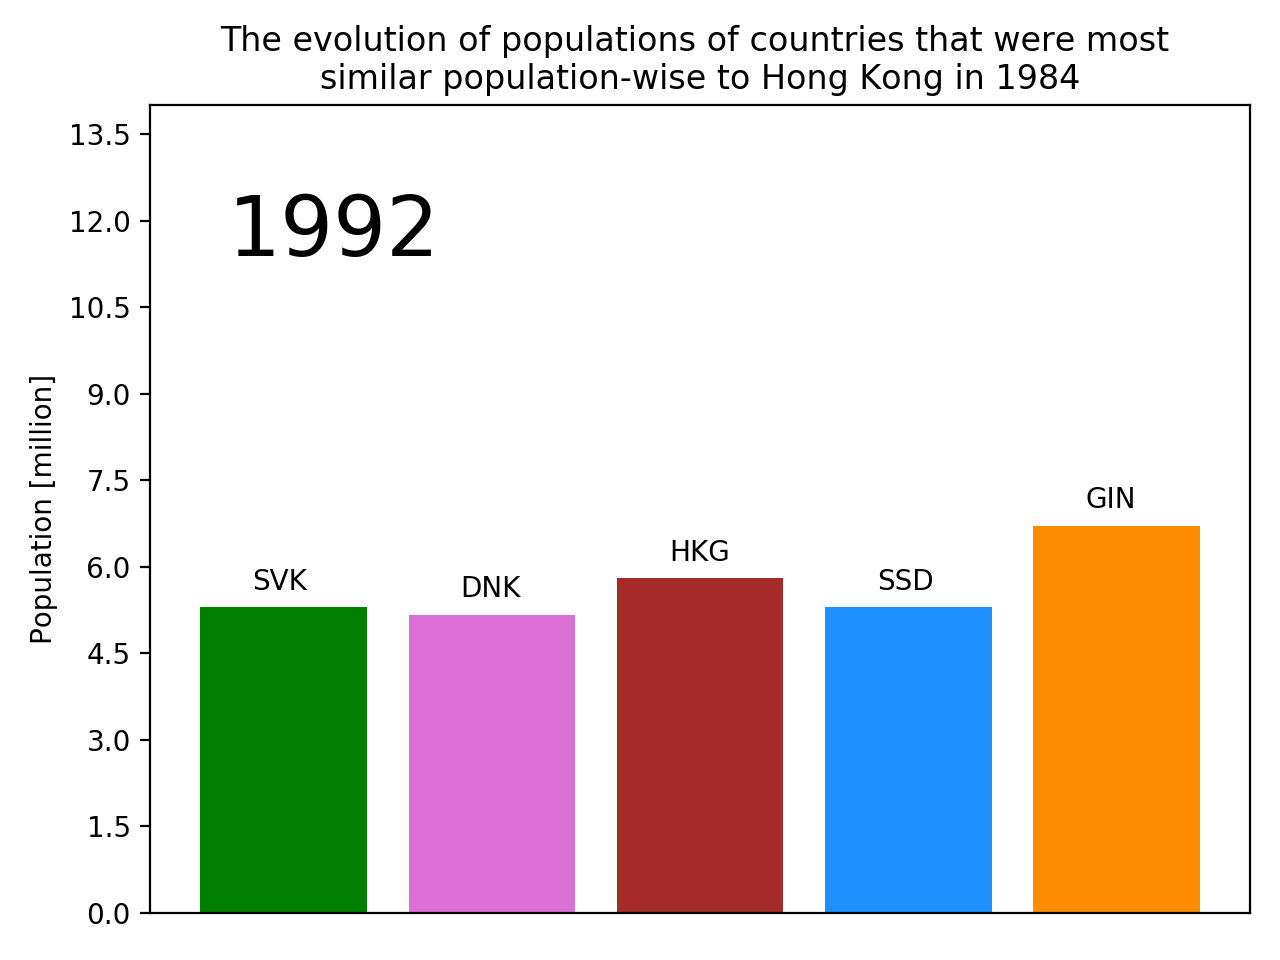 The evolution of populations of countries that were most
similar population-wise to Hong Kong in 1984
13.5
12.0
10.5
9.0
7.5
6.0
4.5
3.0
1.5
0.0
Population [million]
1992
SVK
DNK
HKG
SSD
GIN